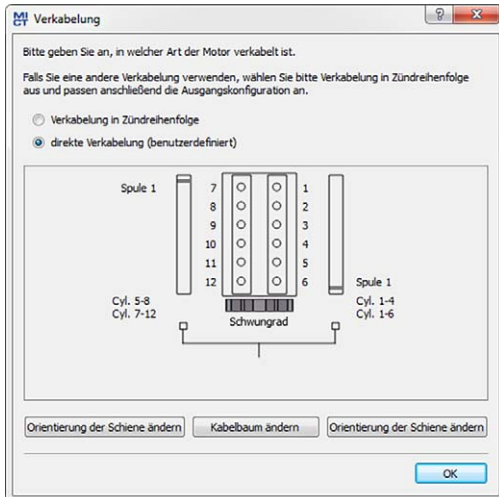 MICT Verkabelung
Bitte geben Sie an, in welcher Art der Motor verkabelt ist.
Falls Sie eine andere Verkabelung verwenden, wählen Sie bitte Verkabelung in Zündreihenfolge
aus und passen anschließend die Ausgangskonfiguration an.
Verkabelung in Zündreihenfolge
direkte Verkabelung (benutzerdefiniert)
Spule 1
7 1
8 2
9 3
10 4
11 5
12 6
Spule 1
Cyl. 5-8
Cyl. 7-12
Schwungrad
Cyl. 1-4
Cyl. 1-6
Orientierung der Schiene ändern
Kabelbaum ändern
Orientierung der Schiene ändern
OK